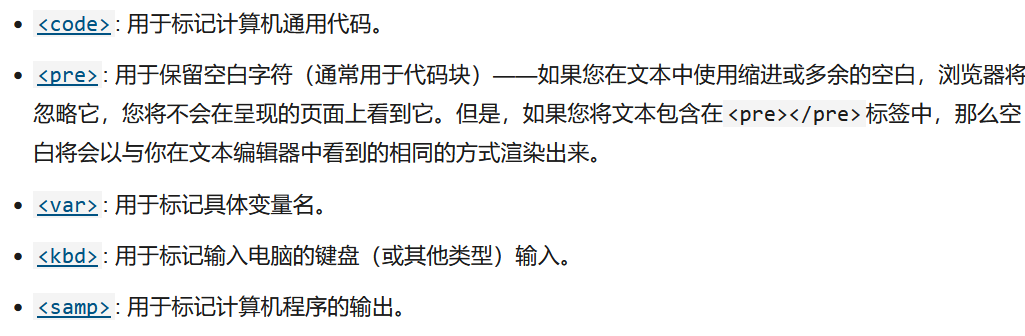 <code>: 用于标记计算机通用代码。
<pre>: 用于保留空白字符（通常用于代码块）——如果您在文本中使用缩进或多余的空白，浏览器将
忽略它，您将不会在呈现的页面上看到它。但是，如果您将文本包含在<pre></pre>标签中，那么空
白将会以与你在文本编辑器中看到的相同的方式渲染出来。
<var>: 用于标记具体变量名。
<kbd>: 用于标记输入电脑的键盘（或其他类型）输入。
<samp>: 用于标记计算机程序的输出。